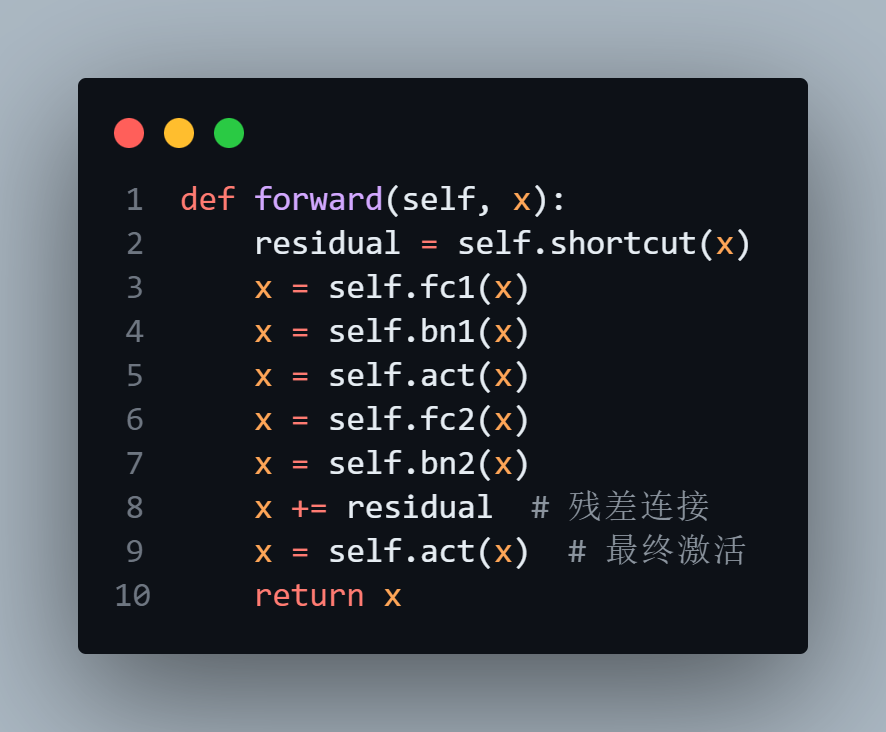 1 def forward(self, x):
2     residual = self.shortcut(x)
3     x = self.fc1(x)
4     x = self.bn1(x)
5     x = self.act(x)
6     x = self.fc2(x)
7     x = self.bn2(x)
8     x += residual  # 残差连接
9     x = self.act(x)  # 最终激活
10     return x